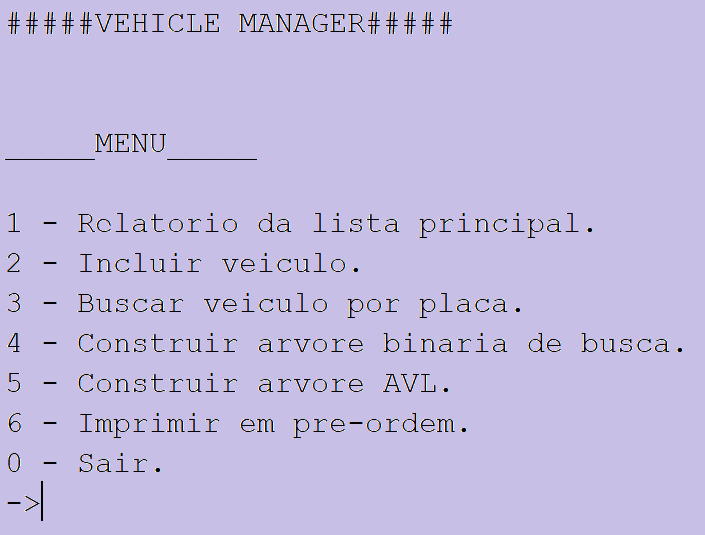 #####VEHICLE MANAGER#####
_____MENU_____
1 - Relatorio da lista principal.
2 - Incluir veiculo.
3 - Buscar veiculo por placa.
4 - Construir arvore binaria de busca.
5 - Construir arvore AVL.
6 - Imprimir em pre-ordem.
0 - Sair.
->